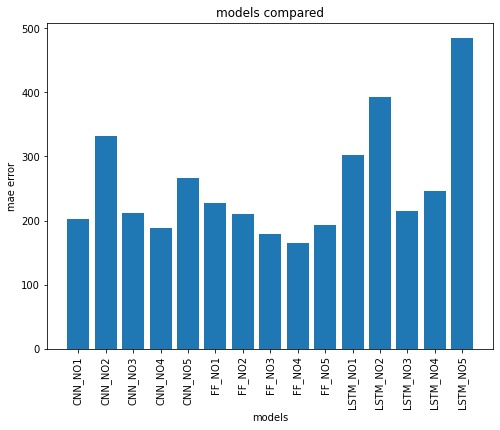 models compared
mae error
500
400
300
200
100
0
CNN_NO1
CNN_NO2
CNN_NO3
CNN_NO4
CNN_NO5
FF_NO1
FF_NO2
FF_NO3
FF_NO4
FF_NO5
LSTM_NO1
LSTM_NO2
LSTM_NO3
LSTM_NO4
LSTM_NO5
models